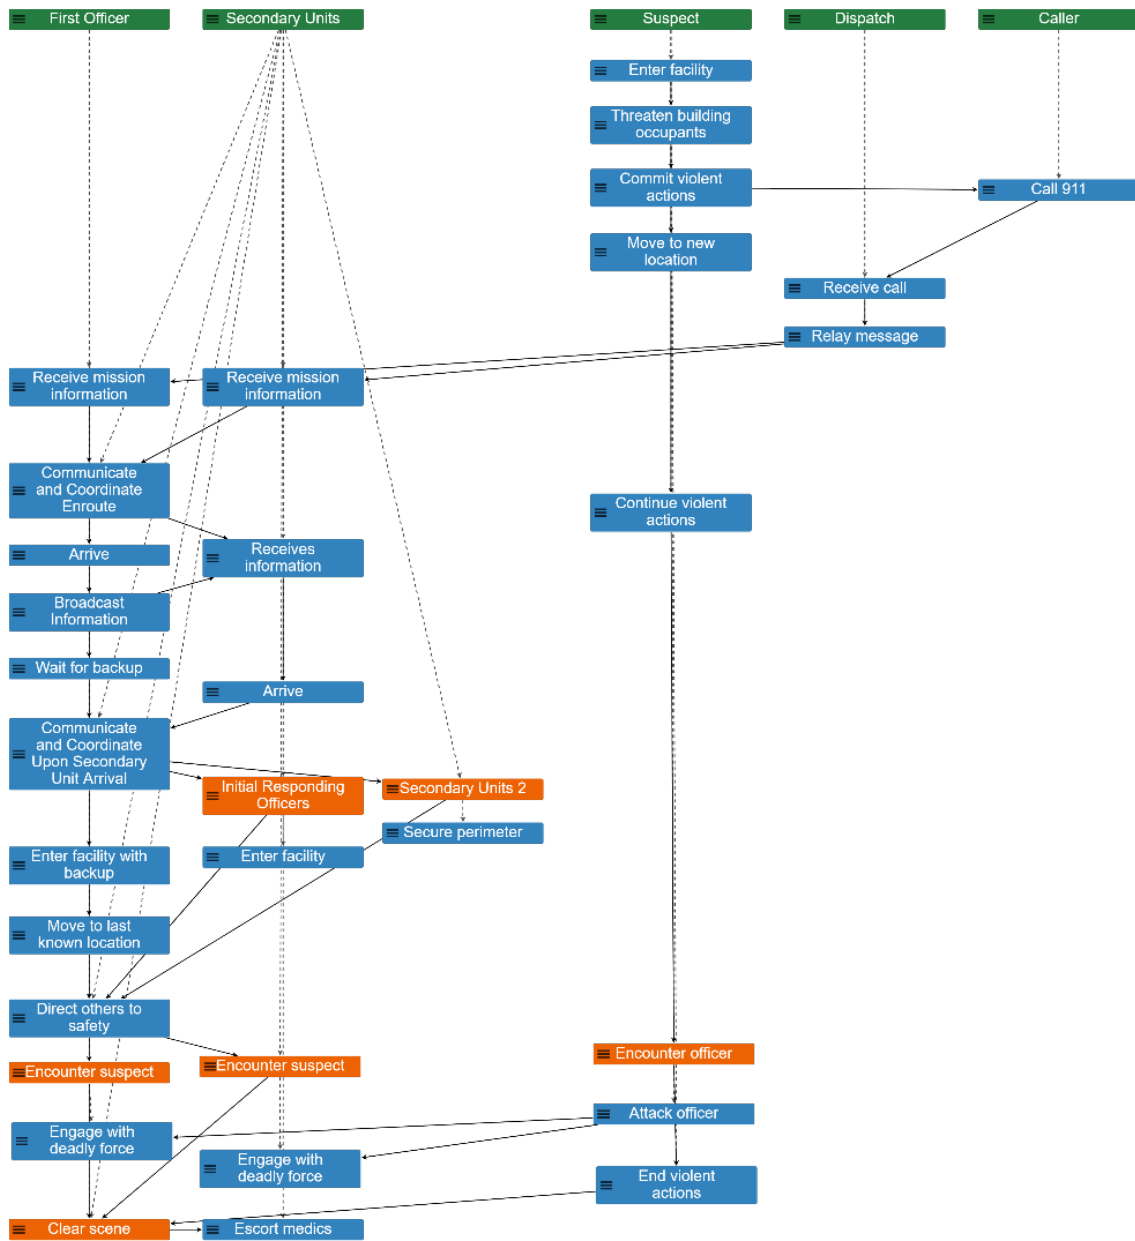 First Officer
Secondary Units
Suspect
Dispatch
Caller
Enter facility
Threaten building
occupants
Commit violent
actions
Call 911
Move to new
location
Receive call
Relay message
Receive mission
information
Receive mission
information
Communicate
and Coordinate
Enroute
Continue violent
actions
Arrive
Receives
information
Broadcast
Information
Wait for backup
Arrive
Communicate
and Coordinate
Upon Secondary
Unit Arrival
Initial Responding
Officers
Secondary Units 2
Secure perimeter
Enter facility with
backup
Enter facility
Move to last
known location
Direct others to
safety
Encounter suspect
Encounter suspect
Encounter officer
Attack officer
Engage with
deadly force
Engage with
deadly force
End violent
actions
Clear scene
Escort medics